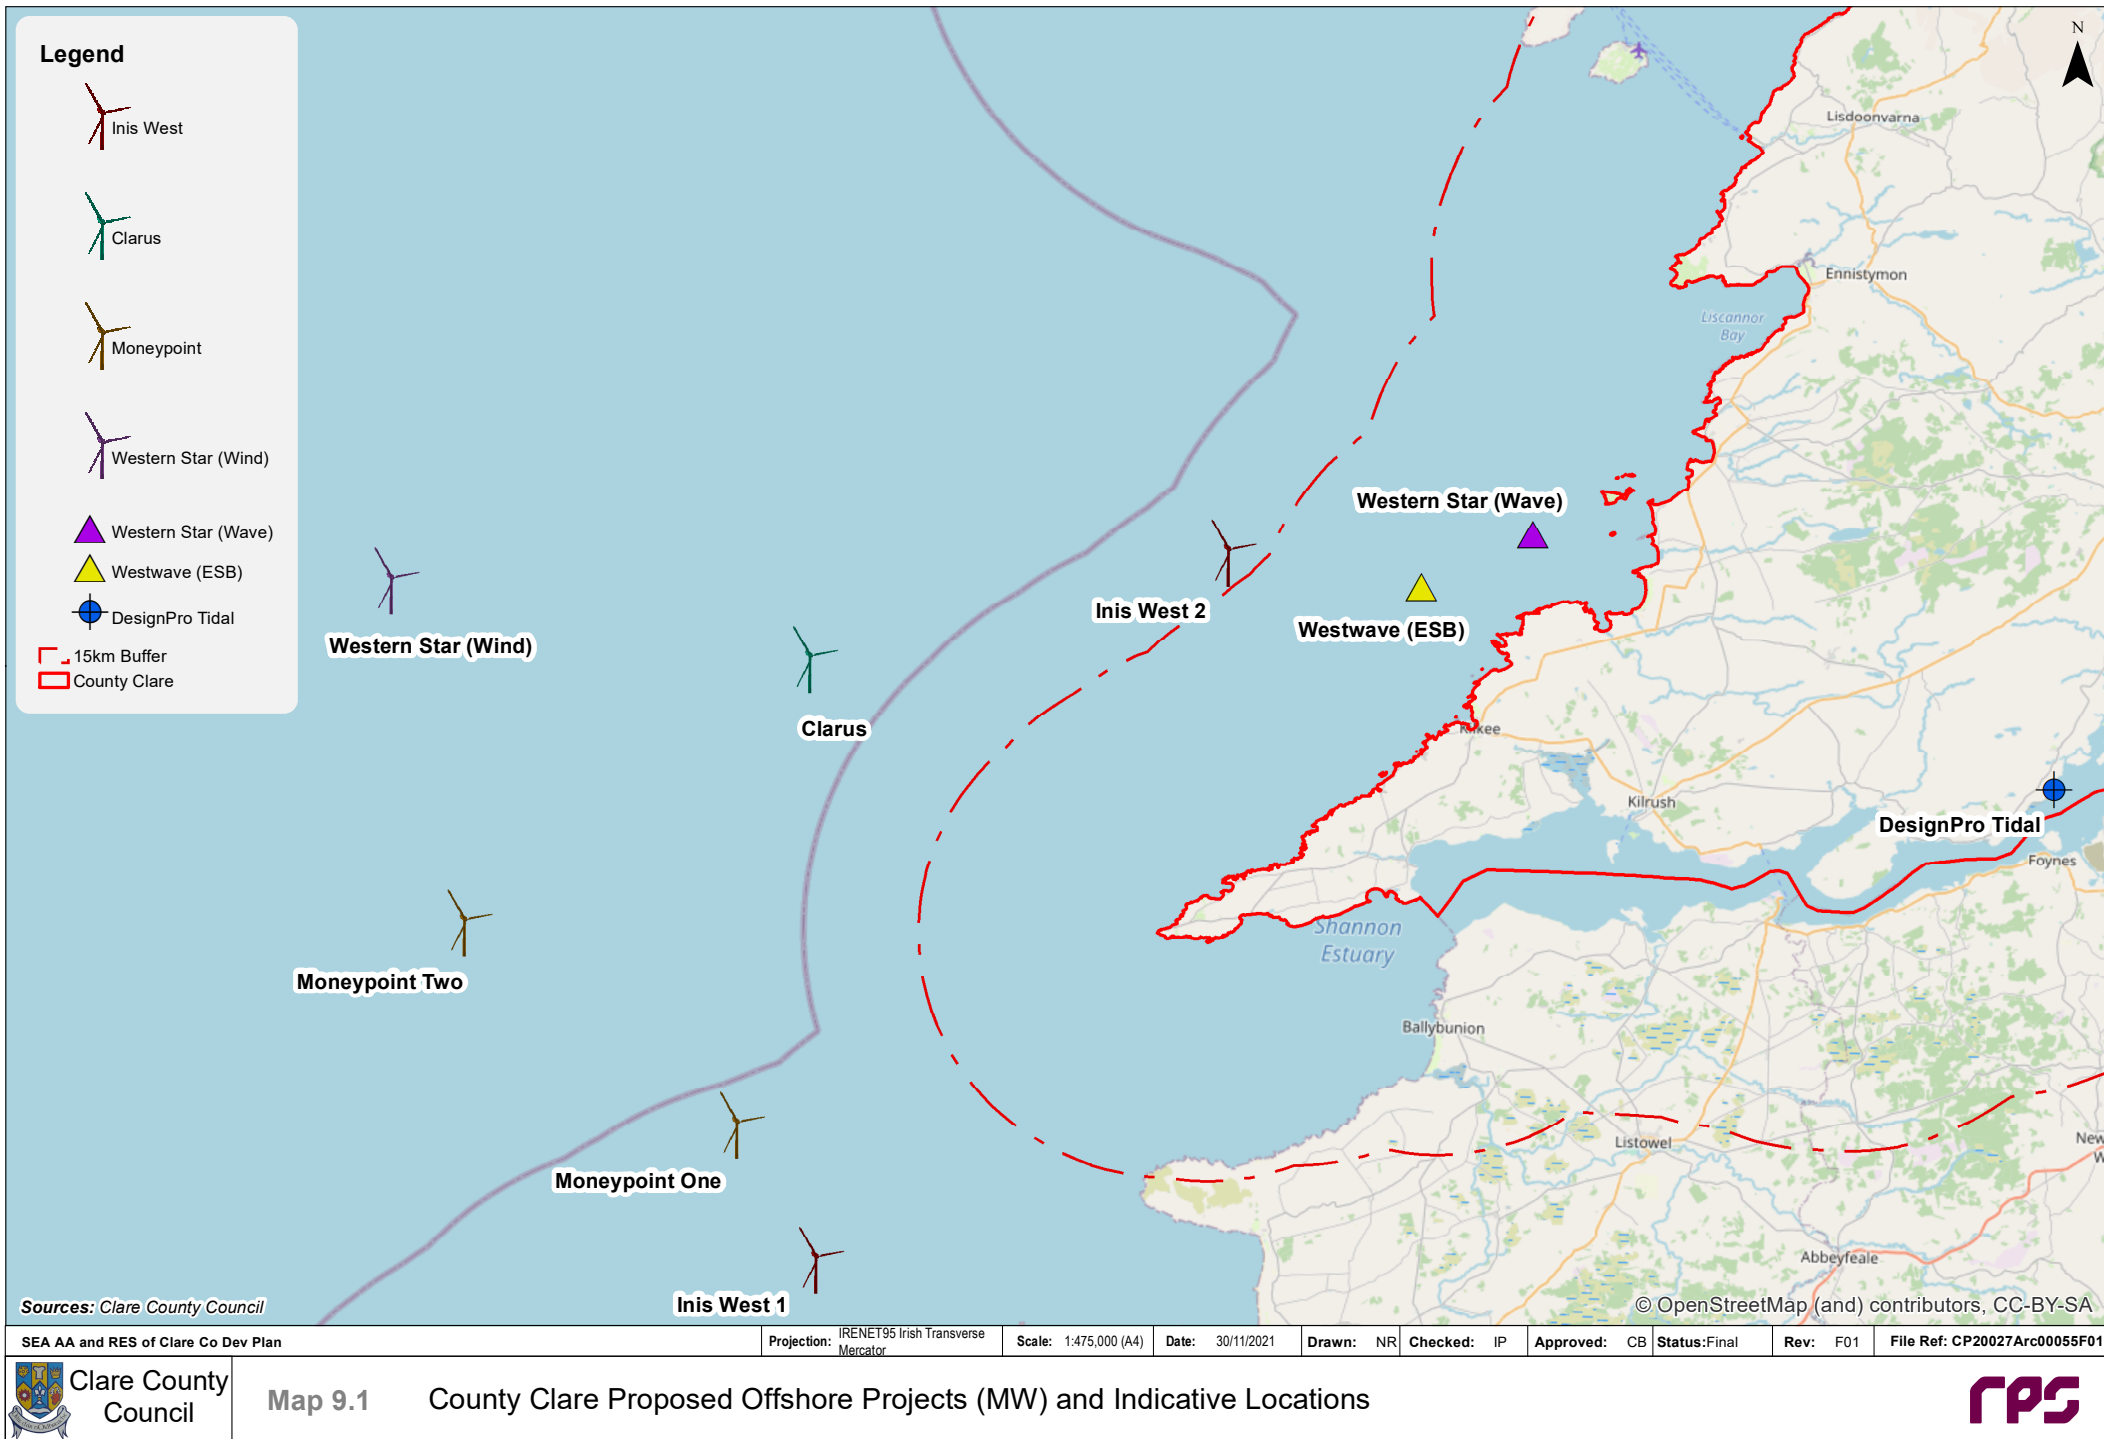 Legend
Inis West
Clarus
Moneypoint
Western Star (Wind)
Western Star (Wave)
Westwave (ESB)
DesignPro Tidal
15km Buffer
County Clare
N
Lisdoonvarna
Ennistymon
Liscannor
Bay
Western Star (Wave)
Inis West 2
Westwave (ESB)
Western Star (Wind)
Clarus
Kilkee
Kilrush
DesignPro Tidal
Foynes
Shannon
Estuary
Moneypoint Two
Ballybunion
Listowel
New
W
Moneypoint One
Abbeyfeale
Inis West 1
Sources: Clare County Council
© OpenStreetMap (and) contributors, CC-BY-SA
SEA AA and RES of Clare Co Dev Plan
Projection: IRENET95 Irish Transverse
Mercator
Scale: 1:475,000 (A4)
Date: 30/11/2021
Drawn: NR
Checked: IP
Approved: CB
Status:Final
Rev: F01
File Ref: CP20027Arc00055F01
Clare County
Council
Map 9.1
County Clare Proposed Offshore Projects (MW) and Indicative Locations
rps